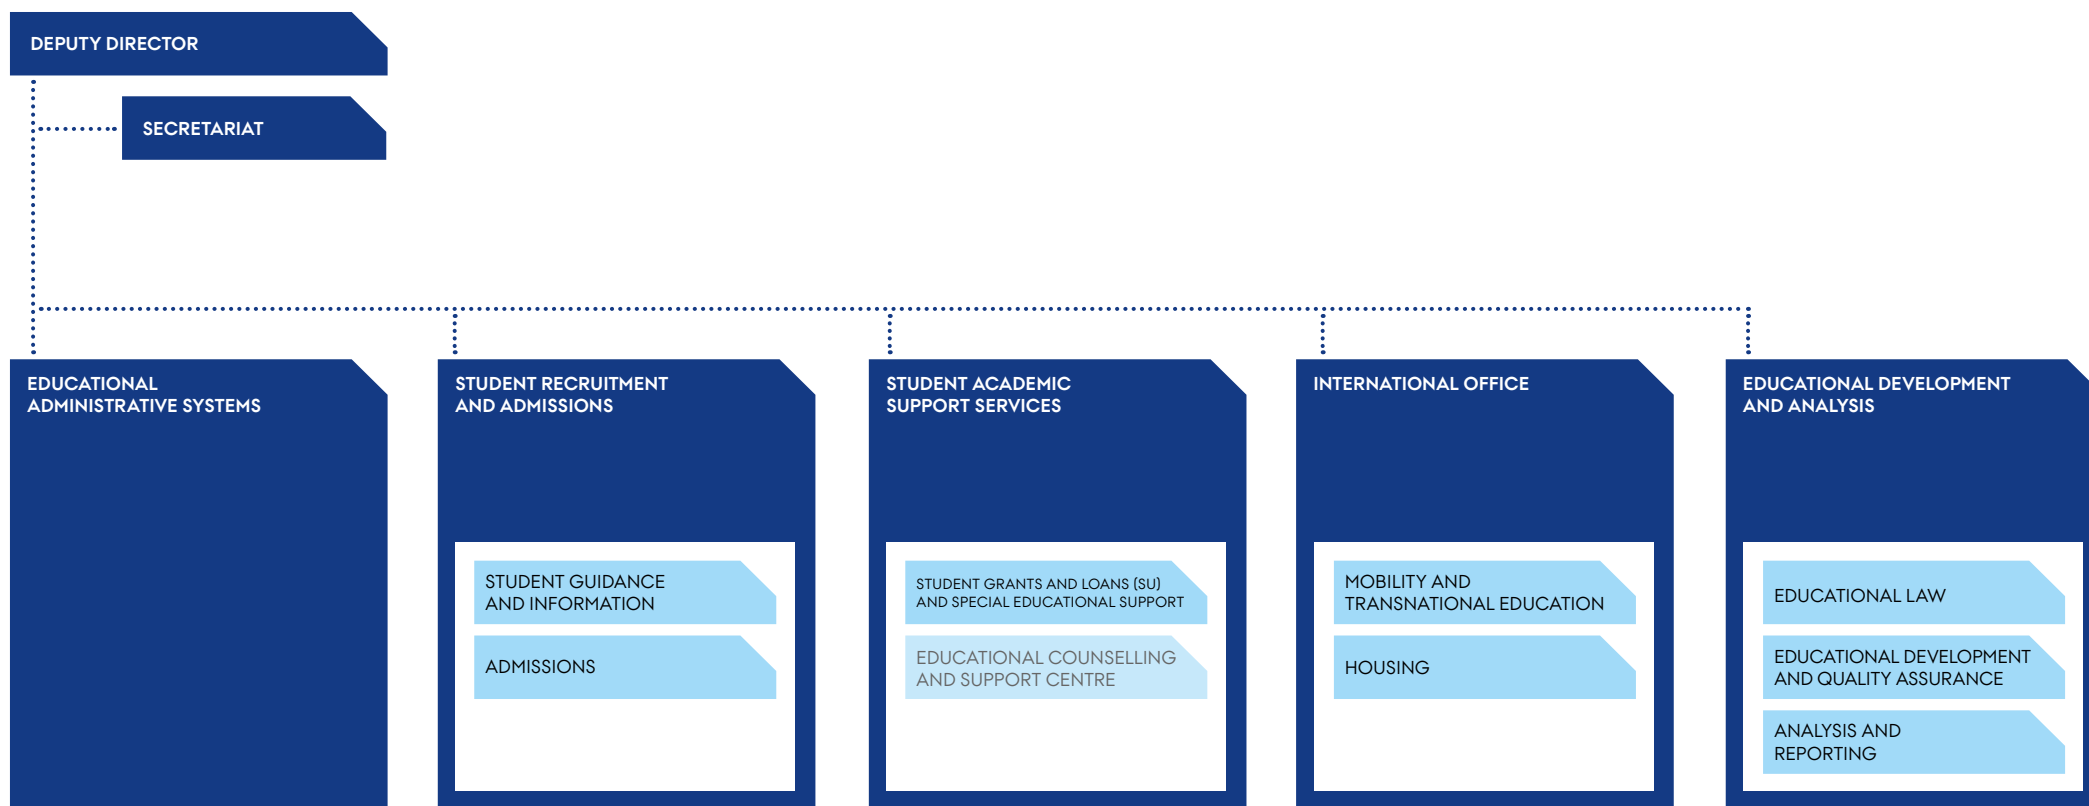 DEPUTY DIRECTOR
SECRETARIAT
EDUCATIONAL
ADMINISTRATIVE SYSTEMS
STUDENT RECRUITMENT
AND ADMISSIONS
STUDENT GUIDANCE
AND INFORMATION
ADMISSIONS
STUDENT ACADEMIC
SUPPORT SERVICES
STUDENT GRANTS AND LOANS (SU)
AND SPECIAL EDUCATIONAL SUPPORT
EDUCATIONAL COUNSELLING
AND SUPPORT CENTRE
INTERNATIONAL OFFICE
MOBILITY AND
TRANSNATIONAL EDUCATION
HOUSING
EDUCATIONAL DEVELOPMENT
AND ANALYSIS
EDUCATIONAL LAW
EDUCATIONAL DEVELOPMENT
AND QUALITY ASSURANCE
ANALYSIS AND
REPORTING